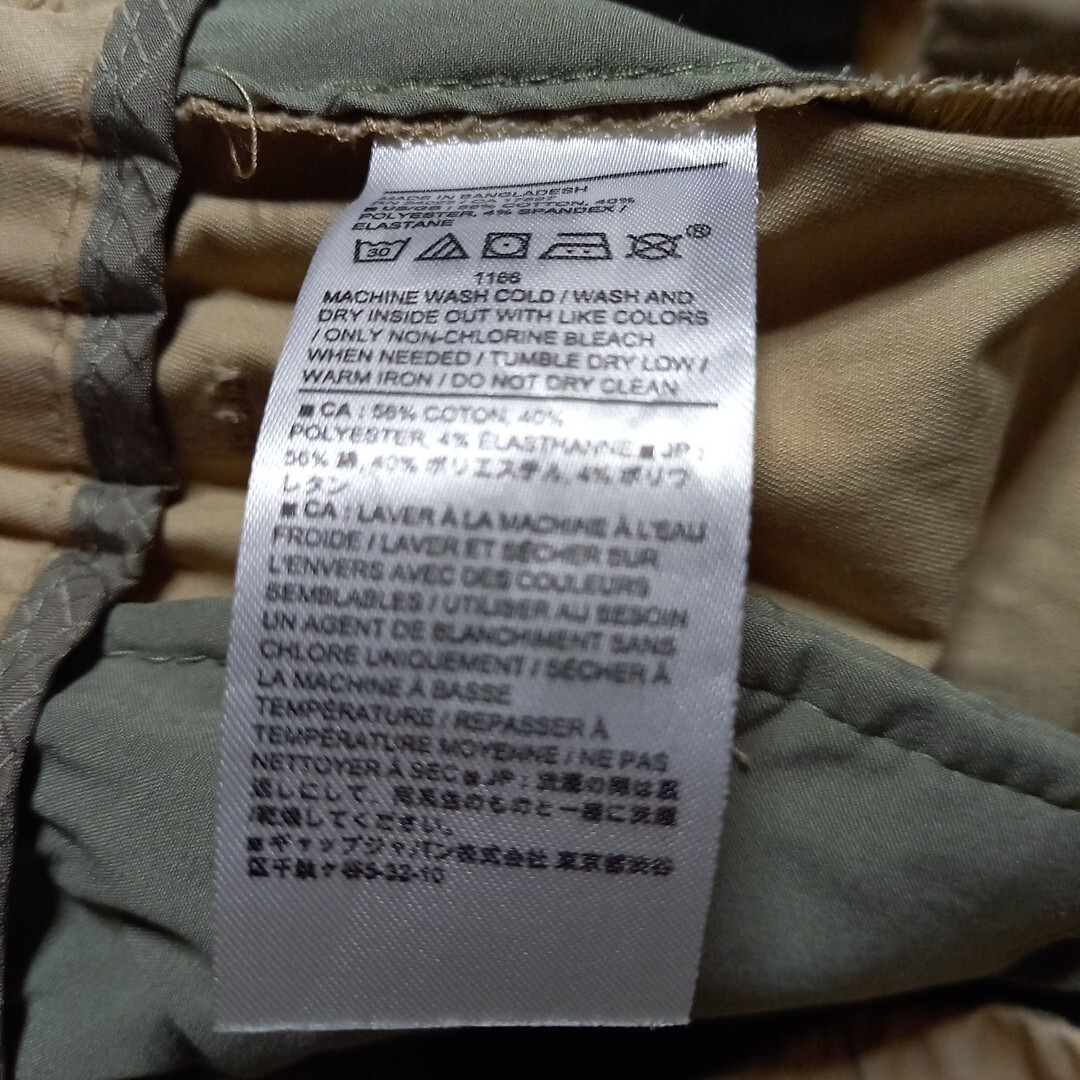 MADE IN BANGLADESH
CA 17897
■ US/GB : 56% COTTON, 40%
POLYESTER, 4% SPANDEX /
ELASTANE
30
®
1166
MACHINE WASH COLD / WASH AND
DRY INSIDE OUT WITH LIKE COLORS
/ ONLY NON-CHLORINE BLEACH
WHEN NEEDED / TUMBLE DRY LOW /
WARM IRON / DO NOT DRY CLEAN
■ CA : 56% COTON, 40%
POLYESTER, 4% ÉLASTHANNE ■ JP :
56% 綿, 40% ポリエステル, 4% ポリウ
レタン
■ CA : LAVER À LA MACHINE À L'EAU
FROIDE / LAVER ET SÉCHER SUR
L'ENVERS AVEC DES COULEURS
SEMBLABLES / UTILISER AU BESOIN
UN AGENT DE BLANCHIMENT SANS
CHLORE UNIQUEMENT / SÉCHER À
LA MACHINE À BASSE
TEMPÉRATURE / REPASSER À
TEMPÉRATURE MOYENNE / NE PAS
NETTOYER À SEC ■ JP : 洗濯の際は裏
返しにして、同系色のものと一緒に洗濯
/乾燥してください。
■ ギャップジャパン株式会社 東京都渋谷
区千駄ヶ谷5-32-10